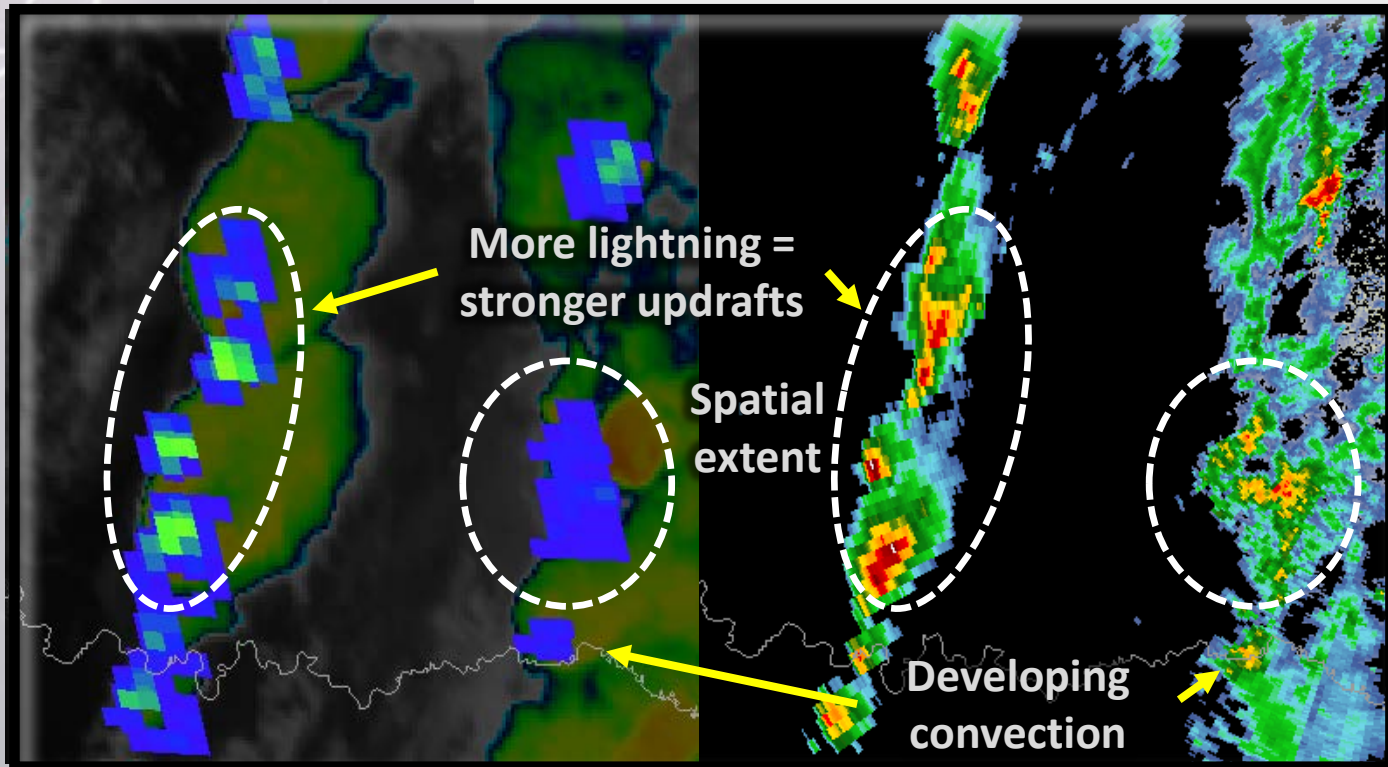 More lightning =
stronger updrafts
Spatial
extent
Developing
convection